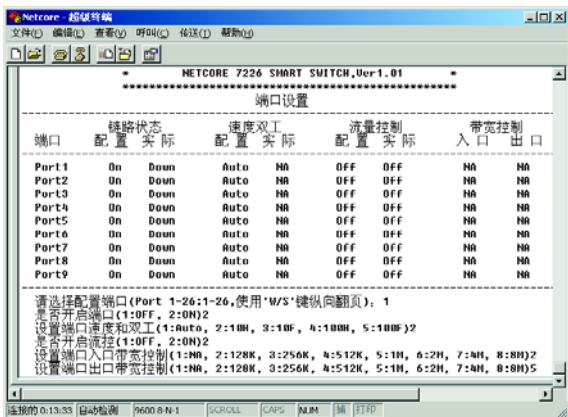 Netcore - 超级终端
文件(F) 编辑(E) 查看(V) 呼叫(C) 传送(T) 帮助(H)
* NETCORE 7226 SMART SWITCH,Ver1.01 *
端口设置
链路状态 速度双工 流量控制 带宽控制
端口 配 置 实 际 配 置 实 际 配 置 实 际 入 口 出 口
Port1 On Down Auto NA Off Off NA NA
Port2 On Down Auto NA Off Off NA NA
Port3 On Down Auto NA Off Off NA NA
Port4 On Down Auto NA Off Off NA NA
Port5 On Down Auto NA Off Off NA NA
Port6 On Down Auto NA Off Off NA NA
Port7 On Down Auto NA Off Off NA NA
Port8 On Down Auto NA Off Off NA NA
Port9 On Down Auto NA Off Off NA NA
请选择配置端口(Port 1-26:1-26,使用'W/S'键纵向翻页): 1
是否开启端口(1:OFF, 2:ON)2
设置端口速度和双工(1:Auto, 2:10H, 3:10F, 4:100H, 5:100F)2
是否开启流控(1:OFF, 2:ON)2
设置端口入口带宽控制(1:NA, 2:128K, 3:256K, 4:512K, 5:1M, 6:2M, 7:4M, 8:8M)2
设置端口出口带宽控制(1:NA, 2:128K, 3:256K, 4:512K, 5:1M, 6:2M, 7:4M, 8:8M)5
连接的 0:13:33 自动检测 9600 8-N-1 SCROLL CAPS NUM 捕 打印